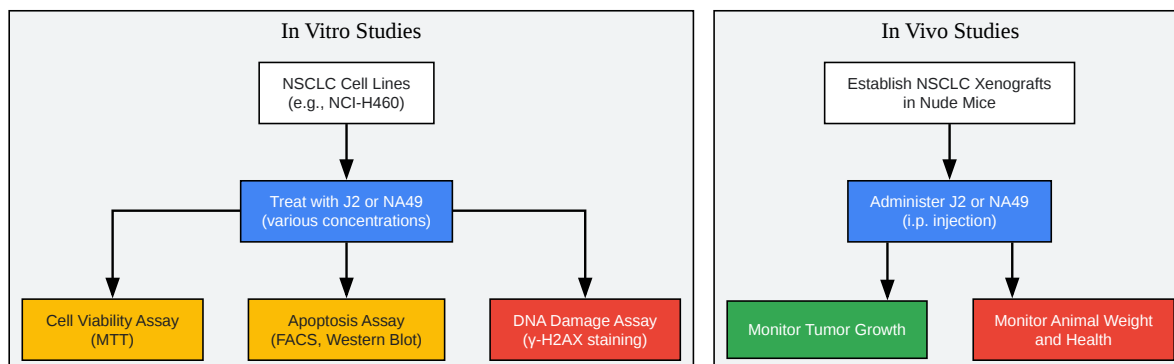 In Vitro Studies
NSCLC Cell Lines
(e.g., NCI-H460)
Treat with J2 or NA49
(various concentrations)
Cell Viability Assay
(MTT)
Apoptosis Assay
(FACS, Western Blot)
DNA Damage Assay
(γ-H2AX staining)
In Vivo Studies
Establish NSCLC Xenografts
in Nude Mice
Administer J2 or NA49
(i.p. injection)
Monitor Tumor Growth
Monitor Animal Weight
and Health